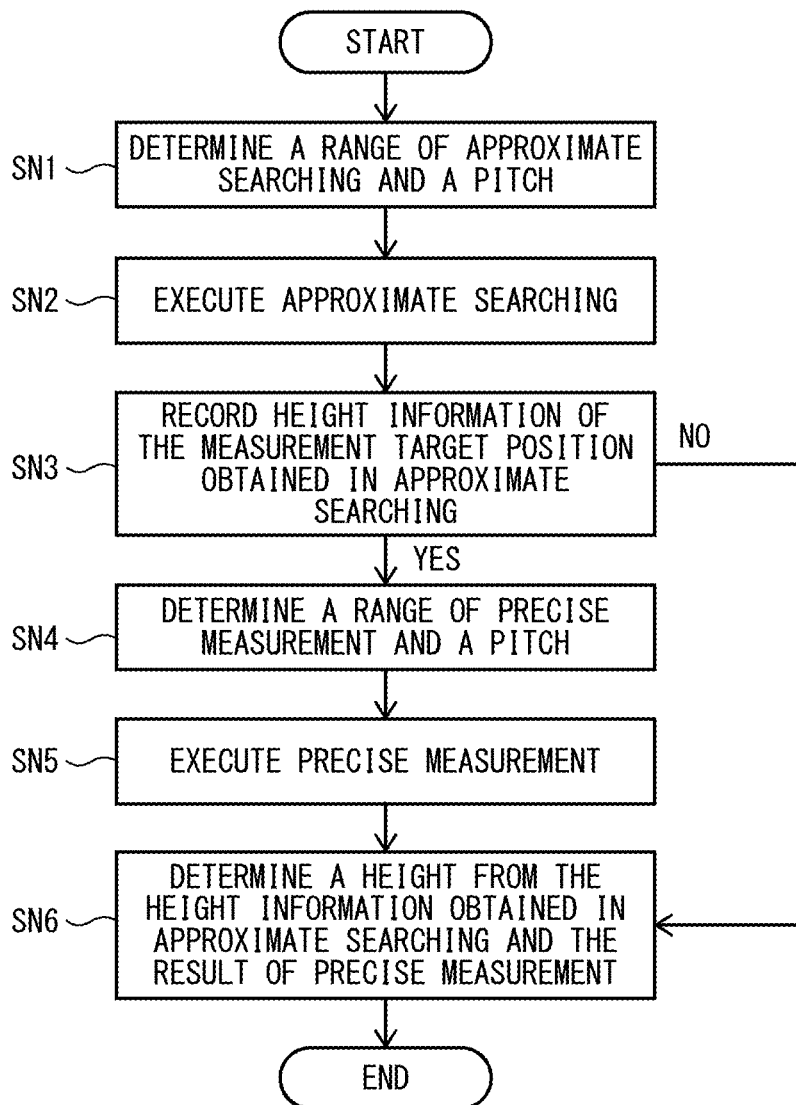 START
SN1
DETERMINE A RANGE OF APPROXIMATE
SEARCHING AND A PITCH
SN2
EXECUTE APPROXIMATE SEARCHING
SN3
RECORD HEIGHT INFORMATION OF
THE MEASUREMENT TARGET POSITION
OBTAINED IN APPROXIMATE
SEARCHING
NO
YES
SN4
DETERMINE A RANGE OF PRECISE
MEASUREMENT AND A PITCH
SN5
EXECUTE PRECISE MEASUREMENT
SN6
DETERMINE A HEIGHT FROM THE
HEIGHT INFORMATION OBTAINED IN
APPROXIMATE SEARCHING AND THE
RESULT OF PRECISE MEASUREMENT
END